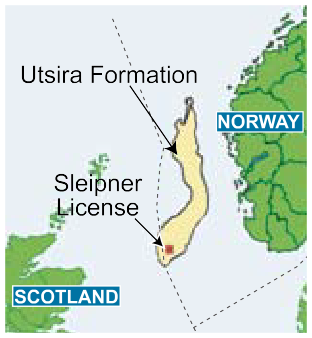 Utsira Formation
NORWAY
Sleipner
License
SCOTLAND